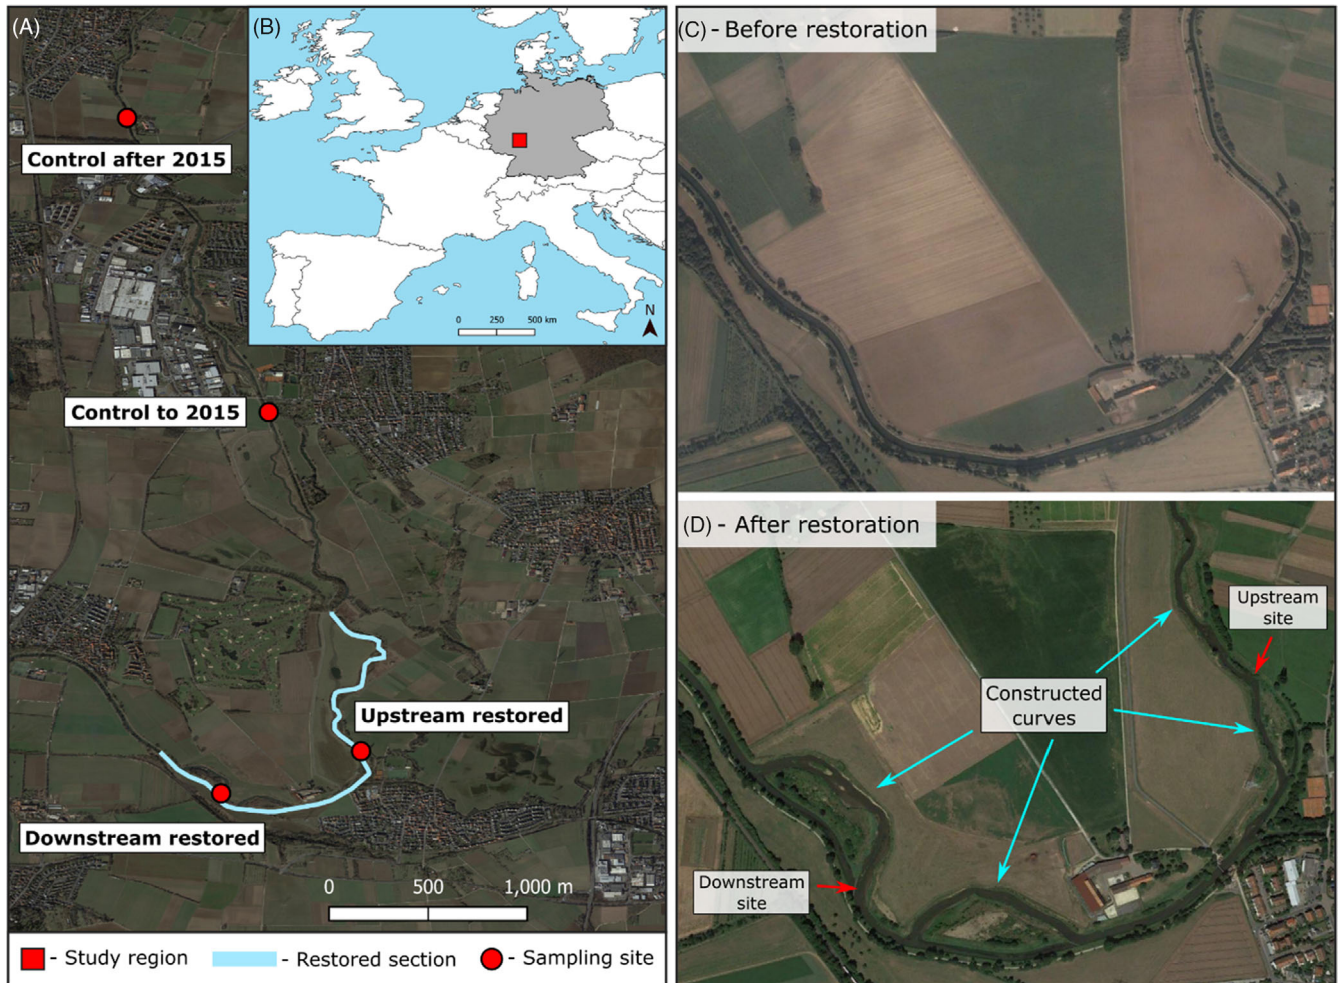 (A)
Control after 2015
Control to 2015
Upstream restored
Downstream restored
0 500 1,000 m
(B)
0 250 500 km
N
- Study region - Restored section - Sampling site
(C) - Before restoration
(D) - After restoration
Upstream
site
Constructed
curves
Downstream
site